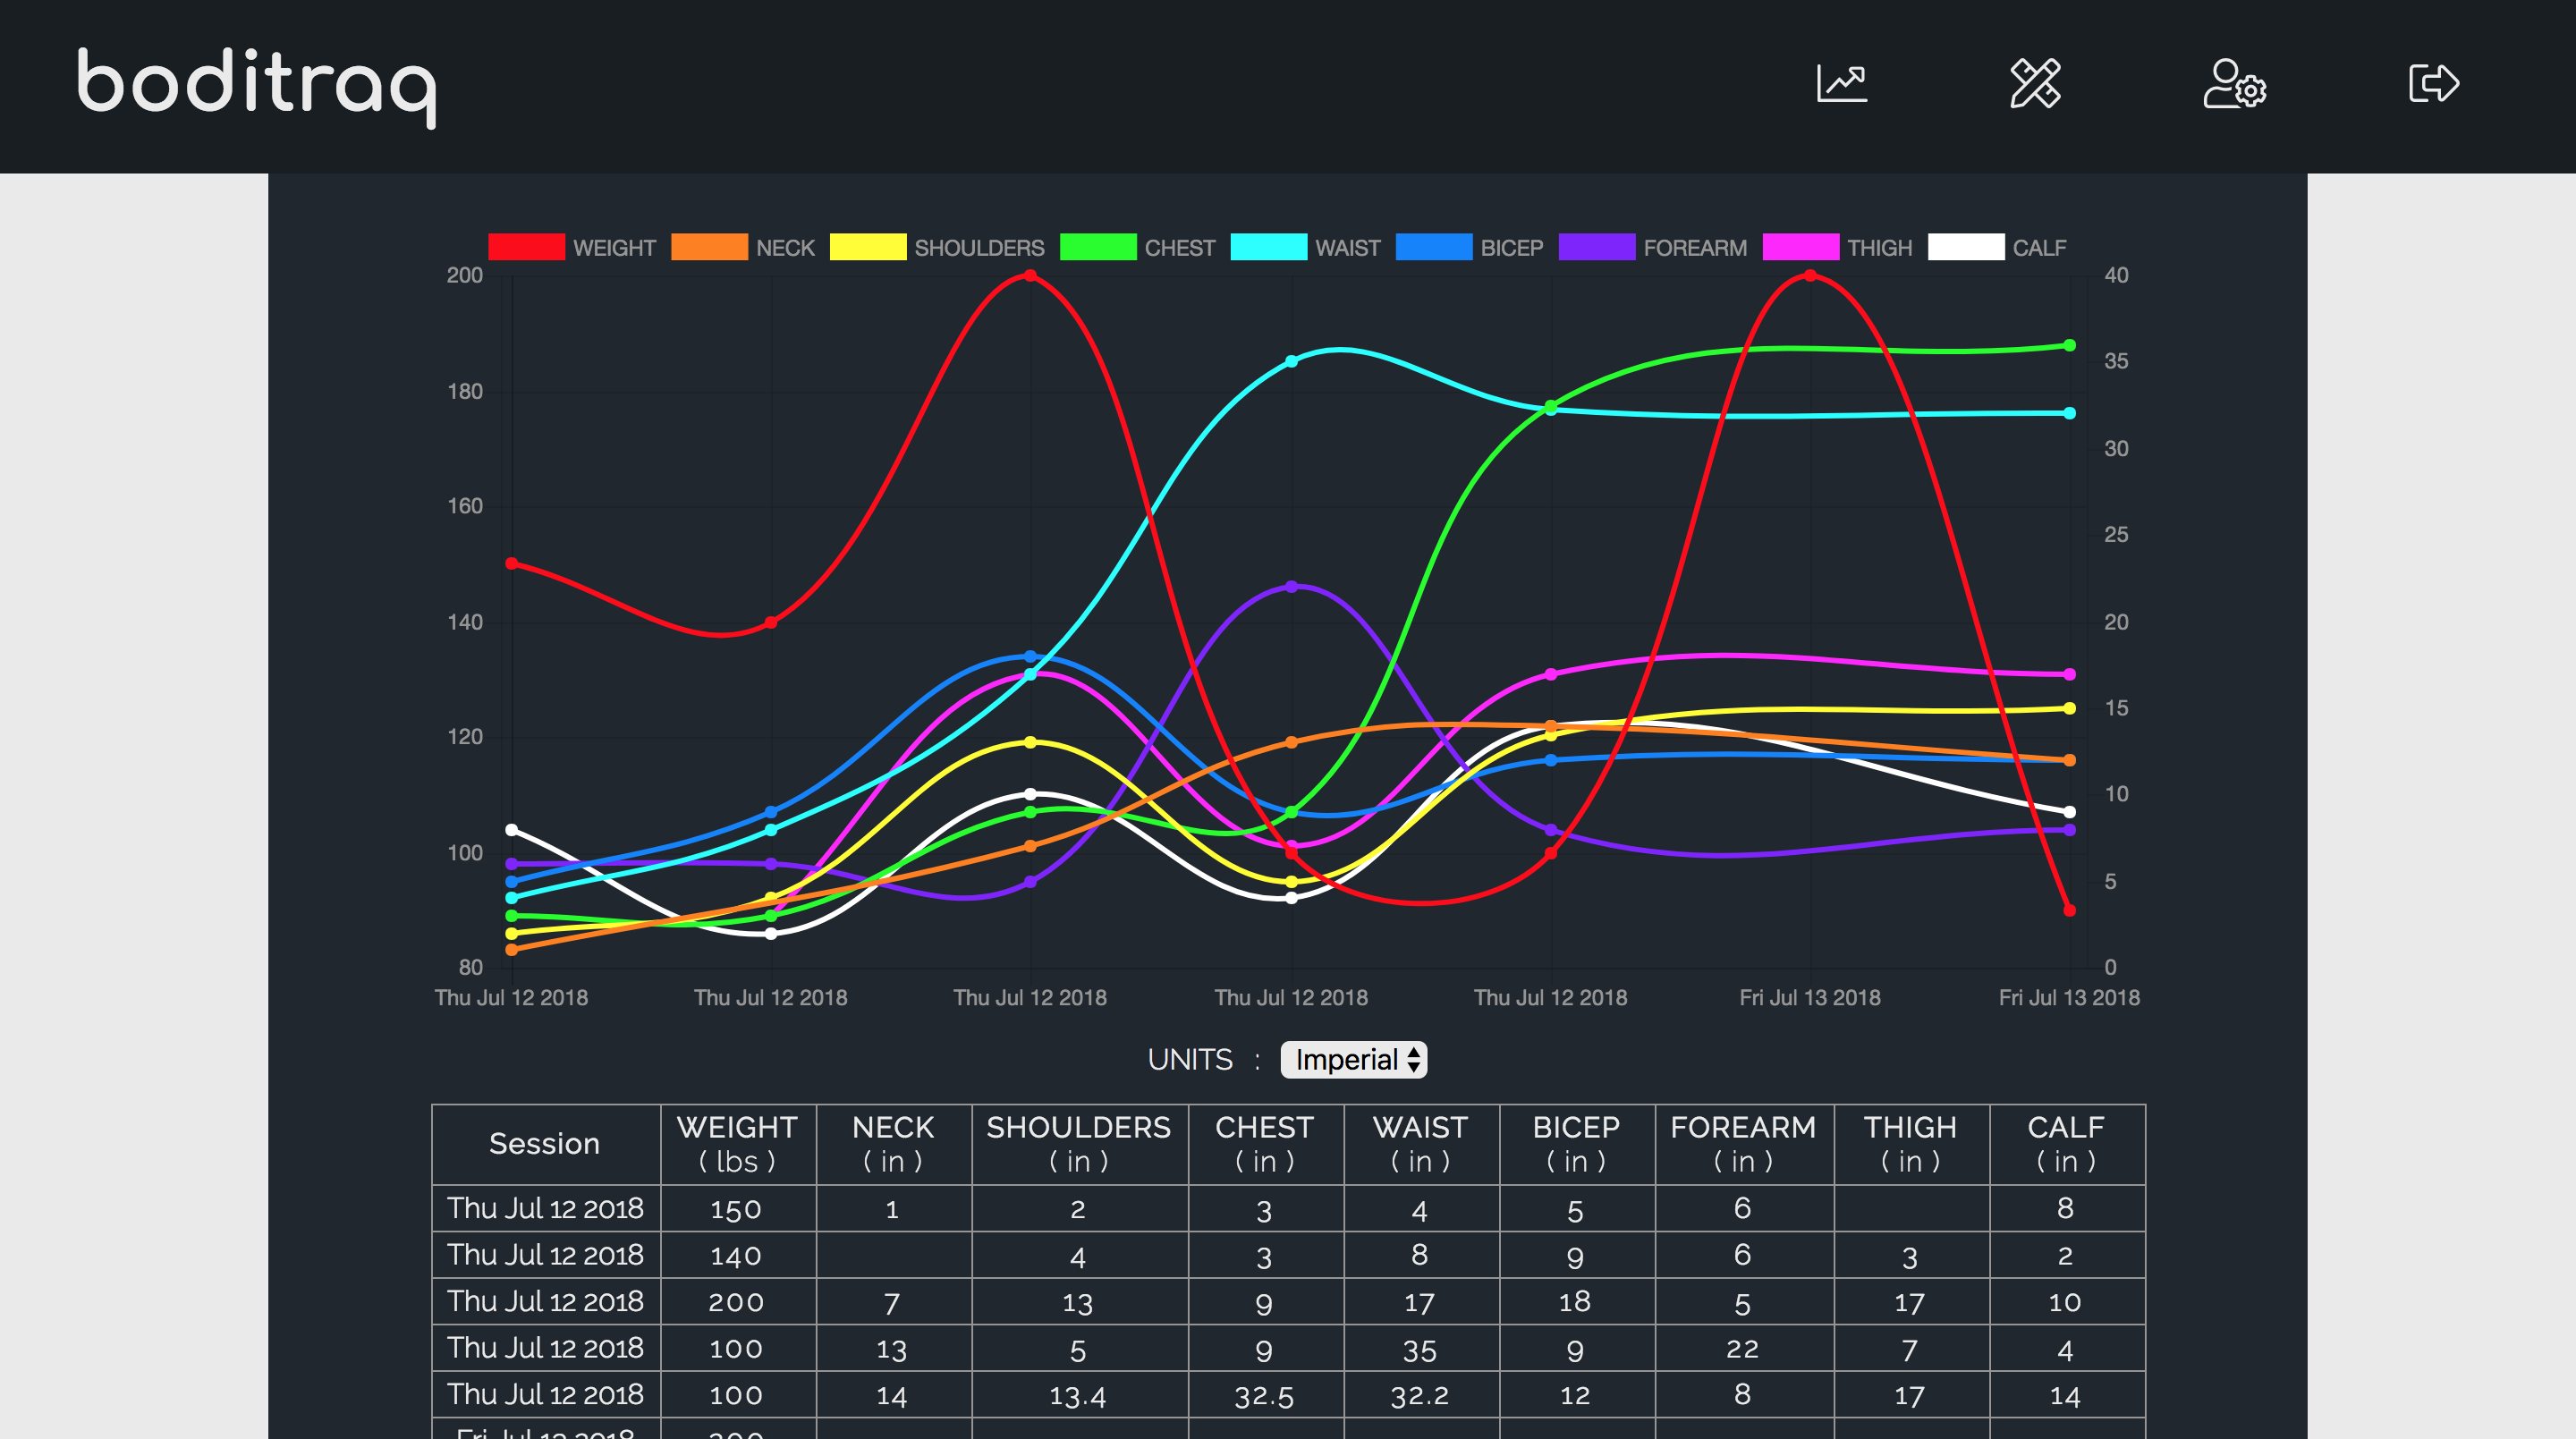 boditraq
WEIGHT NECK SHOULDERS CHEST WAIST BICEP FOREARM THIGH CALF
200 40
180 35
160 30
140 25
120 20
100 15
80 10
5
0
Thu Jul 12 2018 Thu Jul 12 2018 Thu Jul 12 2018 Thu Jul 12 2018 Thu Jul 12 2018 Fri Jul 13 2018 Fri Jul 13 2018
UNITS : Imperial
Session WEIGHT NECK SHOULDERS CHEST WAIST BICEP FOREARM THIGH CALF
( lbs ) ( in ) ( in ) ( in ) ( in ) ( in ) ( in ) ( in ) ( in )
Thu Jul 12 2018 150 1 2 3 4 5 6 8
Thu Jul 12 2018 140 4 3 8 9 6 3 2
Thu Jul 12 2018 200 7 13 9 17 18 5 17 10
Thu Jul 12 2018 100 13 5 9 35 9 22 7 4
Thu Jul 12 2018 100 14 13.4 32.5 32.2 12 8 17 14
Fri Jul 13 2018 200